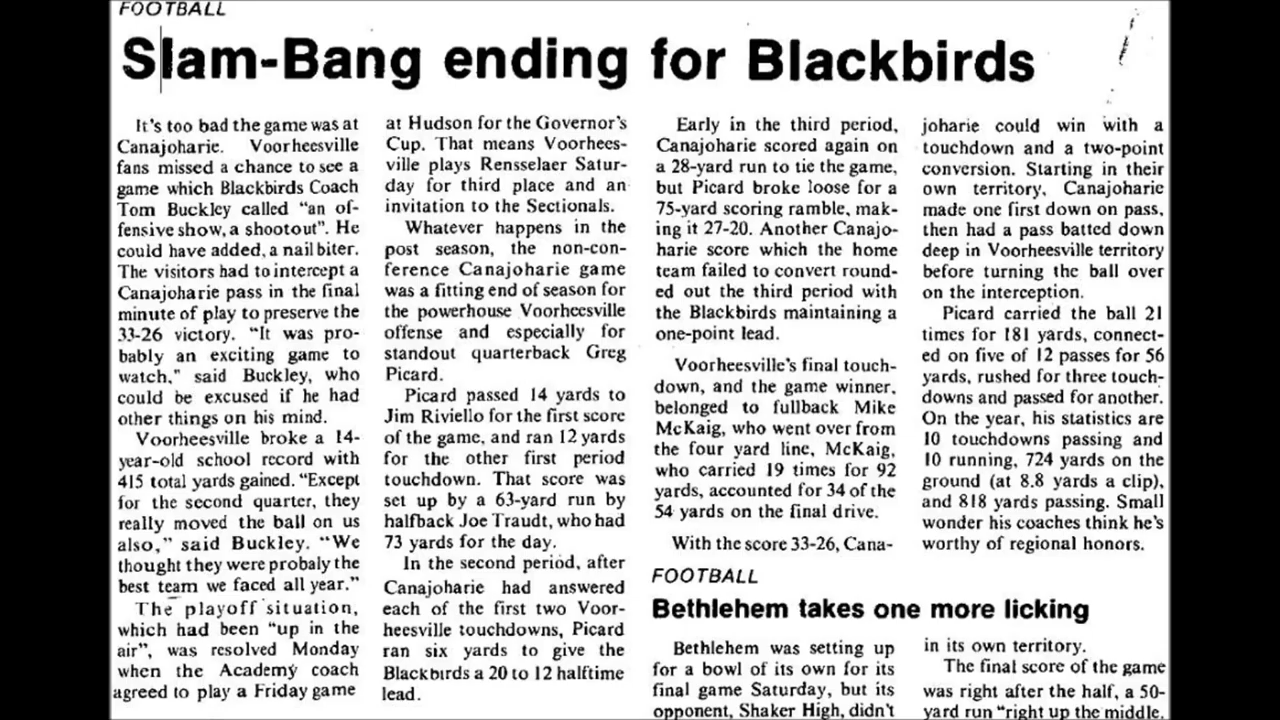 FOOTBALL
Slam-Bang ending for Blackbirds
It's too bad the game was at
Canajoharie. Voorheesville
fans missed a chance to see a
game which Blackbirds Coach
Tom Buckley called "an of-
fensive show, a shootout". He
could have added, a nail biter.
The visitors had to intercept a
Canajoharie pass in the final
minute of play to preserve the
33-26 victory. "It was pro-
bably an exciting game to
watch," said Buckley, who
could be excused if he had
other things on his mind.
Voorheesville broke a 14-
year-old school record with
415 total yards gained. "Except
for the second quarter, they
really moved the ball on us
also," said Buckley. "We
thought they were probaly the
best team we faced all year."
The playoff situation,
which had been "up in the
air", was resolved Monday
when the Academy coach
agreed to play a Friday game
at Hudson for the Governor's
Cup. That means Voorhees-
ville plays Rensselaer Satur-
day for third place and an
invitation to the Sectionals.
Whatever happens in the
post season, the non-con-
ference Canajoharie game
was a fitting end of season for
the powerhouse Voorheesville
offense and especially for
standout quarterback Greg
Picard.
Picard passed 14 yards to
Jim Riviello for the first score
of the game, and ran 12 yards
for the other first period
touchdown. That score was
set up by a 63-yard run by
halfback Joe Traudt, who had
73 yards for the day.
In the second period, after
Canajoharie had answered
each of the first two Voor-
heesville touchdowns, Picard
ran six yards to give the
Blackbirds a 20 to 12 halftime
lead.
Early in the third period,
Canajoharie scored again on
a 28-yard run to tie the game,
but Picard broke loose for a
75-yard scoring ramble, mak-
ing it 27-20. Another Canajo-
harie score which the home
team failed to convert round-
ed out the third period with
the Blackbirds maintaining a
one-point lead.
Voorheesville's final touch-
down, and the game winner,
belonged to fullback Mike
McKaig, who went over from
the four yard line, McKaig,
who carried 19 times for 92
yards, accounted for 34 of the
54 yards on the final drive.
With the score 33-26, Cana-
joharie could win with a
touchdown and a two-point
conversion. Starting in their
own territory, Canajoharie
made one first down on pass,
then had a pass batted down
deep in Voorheesville territory
before turning the ball over
on the interception.
Picard carried the ball 21
times for 181 yards, connect-
ed on five of 12 passes for 56
yards, rushed for three touch-
downs and passed for another.
On the year, his statistics are
10 touchdowns passing and
10 running, 724 yards on the
ground (at 8.8 yards a clip),
and 818 yards passing. Small
wonder his coaches think he's
worthy of regional honors.
FOOTBALL
Bethlehem takes one more licking
Bethlehem was setting up
for a bowl of its own for its
final game Saturday, but its
opponent, Shaker High, didn't
in its own territory.
The final score of the game
was right after the half, a 50-
yard run "right up the middle,